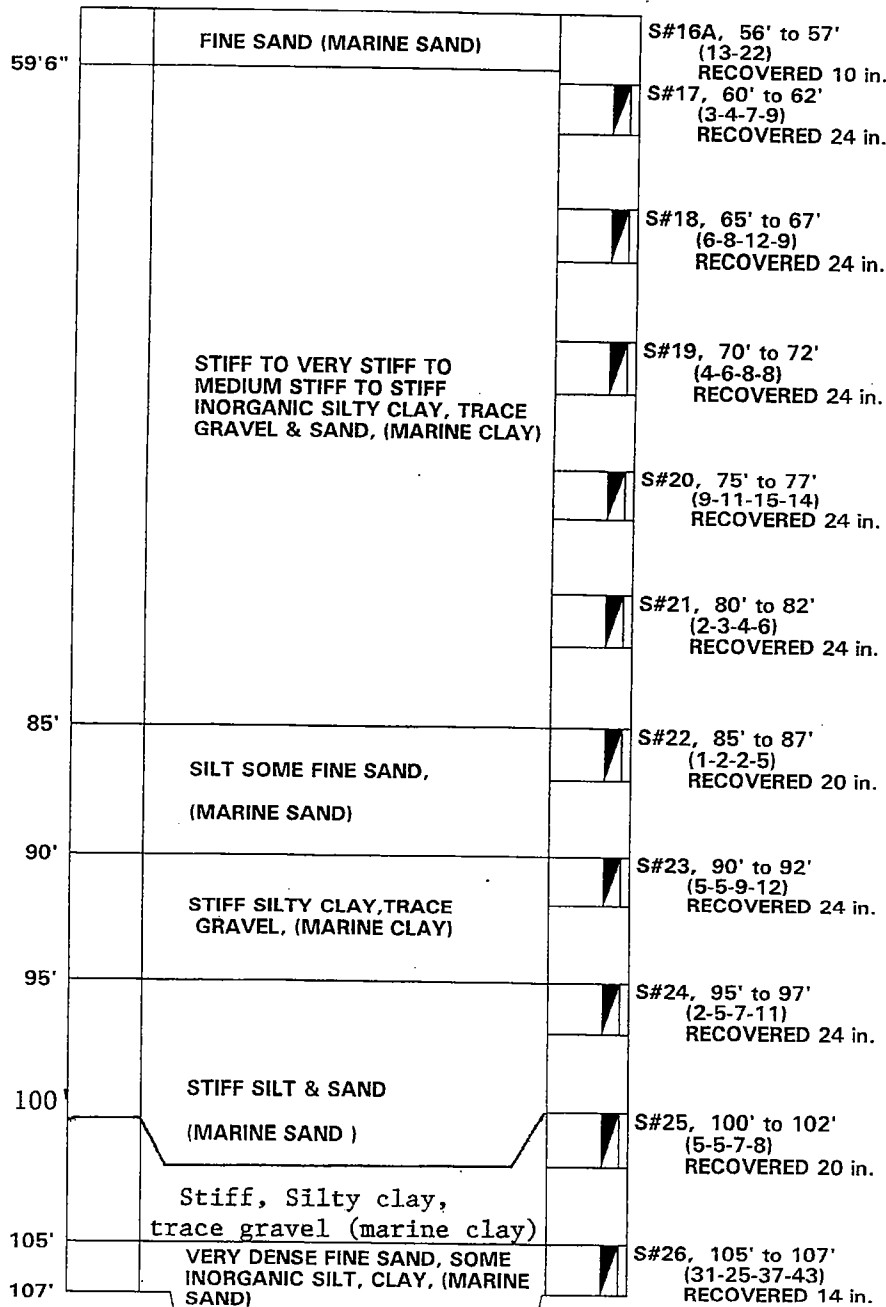 FINE SAND (MARINE SAND)
S#16A, 56' to 57'
(13-22)
RECOVERED 10 in.
59'6"
S#17, 60' to 62'
(3-4-7-9)
RECOVERED 24 in.
S#18, 65' to 67'
(6-8-12-9)
RECOVERED 24 in.
STIFF TO VERY STIFF TO
MEDIUM STIFF TO STIFF
INORGANIC SILTY CLAY, TRACE
GRAVEL & SAND, (MARINE CLAY)
S#19, 70' to 72'
(4-6-8-8)
RECOVERED 24 in.
S#20, 75' to 77'
(9-11-15-14)
RECOVERED 24 in.
S#21, 80' to 82'
(2-3-4-6)
RECOVERED 24 in.
85'
SILT SOME FINE SAND,
(MARINE SAND)
S#22, 85' to 87'
(1-2-2-5)
RECOVERED 20 in.
90'
STIFF SILTY CLAY,TRACE
GRAVEL, (MARINE CLAY)
S#23, 90' to 92'
(5-5-9-12)
RECOVERED 24 in.
95'
STIFF SILT & SAND
(MARINE SAND )
S#24, 95' to 97'
(2-5-7-11)
RECOVERED 24 in.
100'
S#25, 100' to 102'
(5-5-7-8)
RECOVERED 20 in.
Stiff, Silty clay,
trace gravel (marine clay)
105'
VERY DENSE FINE SAND, SOME
INORGANIC SILT, CLAY, (MARINE
SAND)
S#26, 105' to 107'
(31-25-37-43)
RECOVERED 14 in.
107'